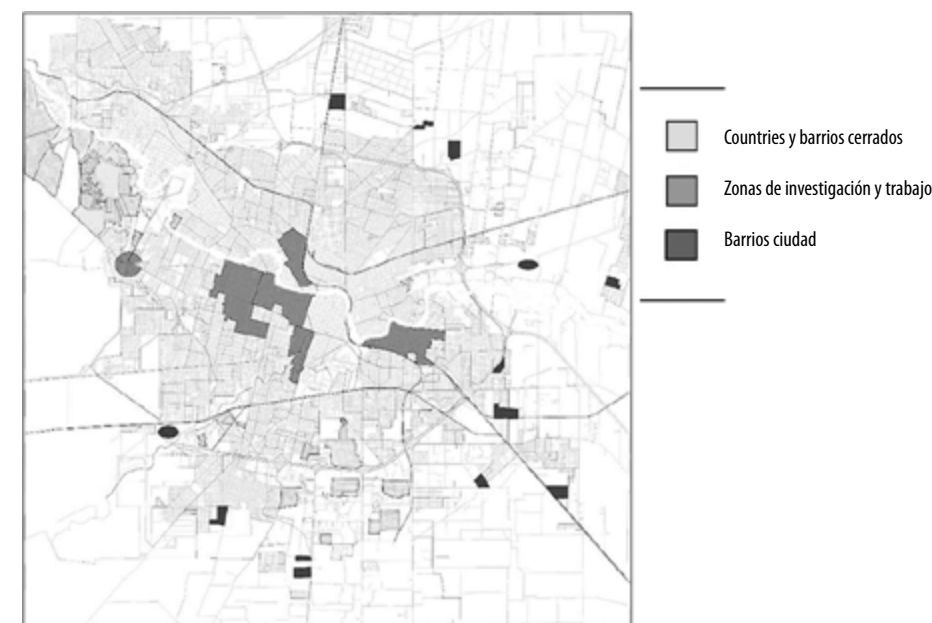 Countries y barrios cerrados
Zonas de investigación y trabajo
Barrios ciudad